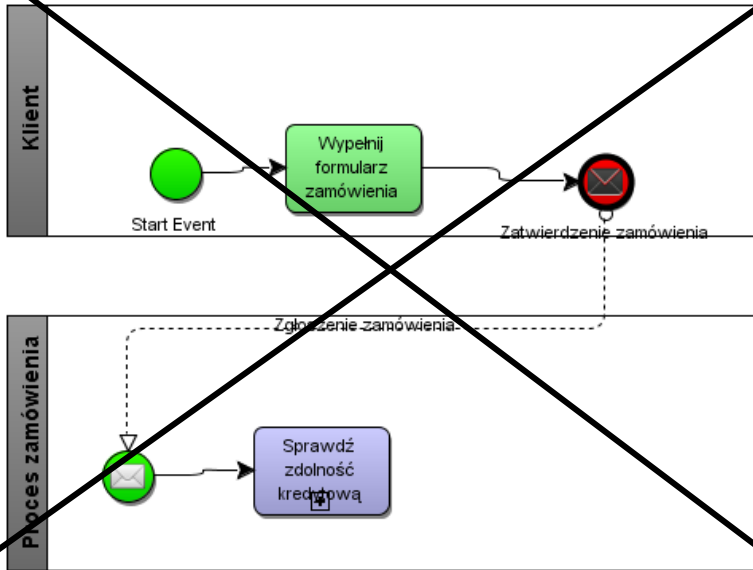 Klient
Wypełnij
formularz
zamówienia
Start Event
Zatwierdzenie zamówienia
Zgłoszenie zamówienia
Proces zamówienia
Sprawdź
zdolność
kredytową